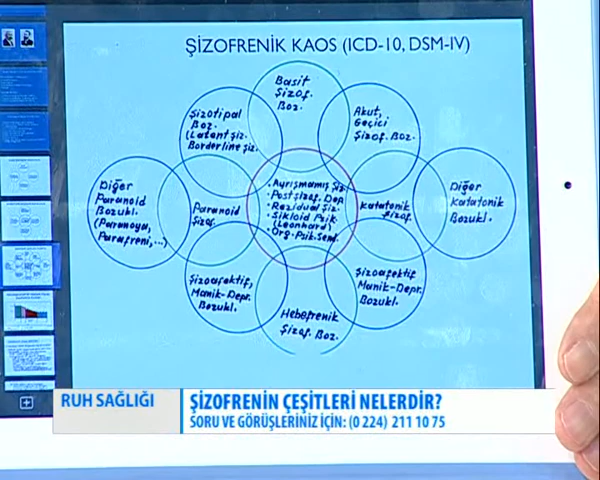 ŞİZOFRENİK KAOS (ICD-10, DSM-IV)
Basit
Şizof.
Boz.
Şizotipal
Boz.
(Latent Şiz.
Borderline Şiz.
Akut,
Geçici
Şizof. Boz.
Diğer
Paranoid
Bozukl.
(Paranoya,
Parafreni,...)
Paranoid
Şizof.
• Ayrışmamış Şiz.
• Postşizof. Dep.
• Rezidüal Şiz.
• Sikloid Psik.
(Leonhard)
• Org. Psik. Send.
Katatonik
Şizof.
Diğer
Katatonik
Bozukl.
Şizoafektif,
Manik-Depr.
Bozukl.
Hebefrenik
Şizof. Boz.
Şizoafektif
Manik-Depr.
Bozukl.
RUH SAĞLIĞI
ŞİZOFRENİN ÇEŞİTLERİ NELERDİR?
SORU VE GÖRÜŞLERİNİZ İÇİN: (0 224) 211 10 75